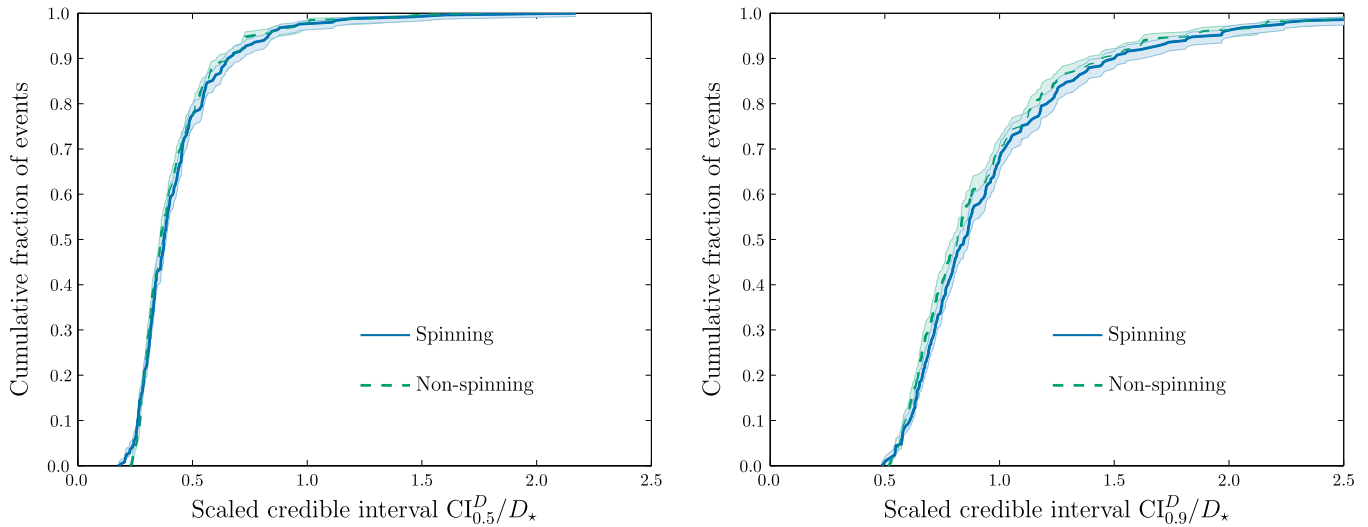 Cumulative fraction of events
1.0
0.9
0.8
0.7
0.6
0.5
0.4
0.3
0.2
0.1
0.0
Spinning
Non-spinning
0.0 0.5 1.0 1.5 2.0 2.5
Scaled credible interval CI^D_{0.5}/D_⋆
Cumulative fraction of events
1.0
0.9
0.8
0.7
0.6
0.5
0.4
0.3
0.2
0.1
0.0
Spinning
Non-spinning
0.0 0.5 1.0 1.5 2.0 2.5
Scaled credible interval CI^D_{0.9}/D_⋆